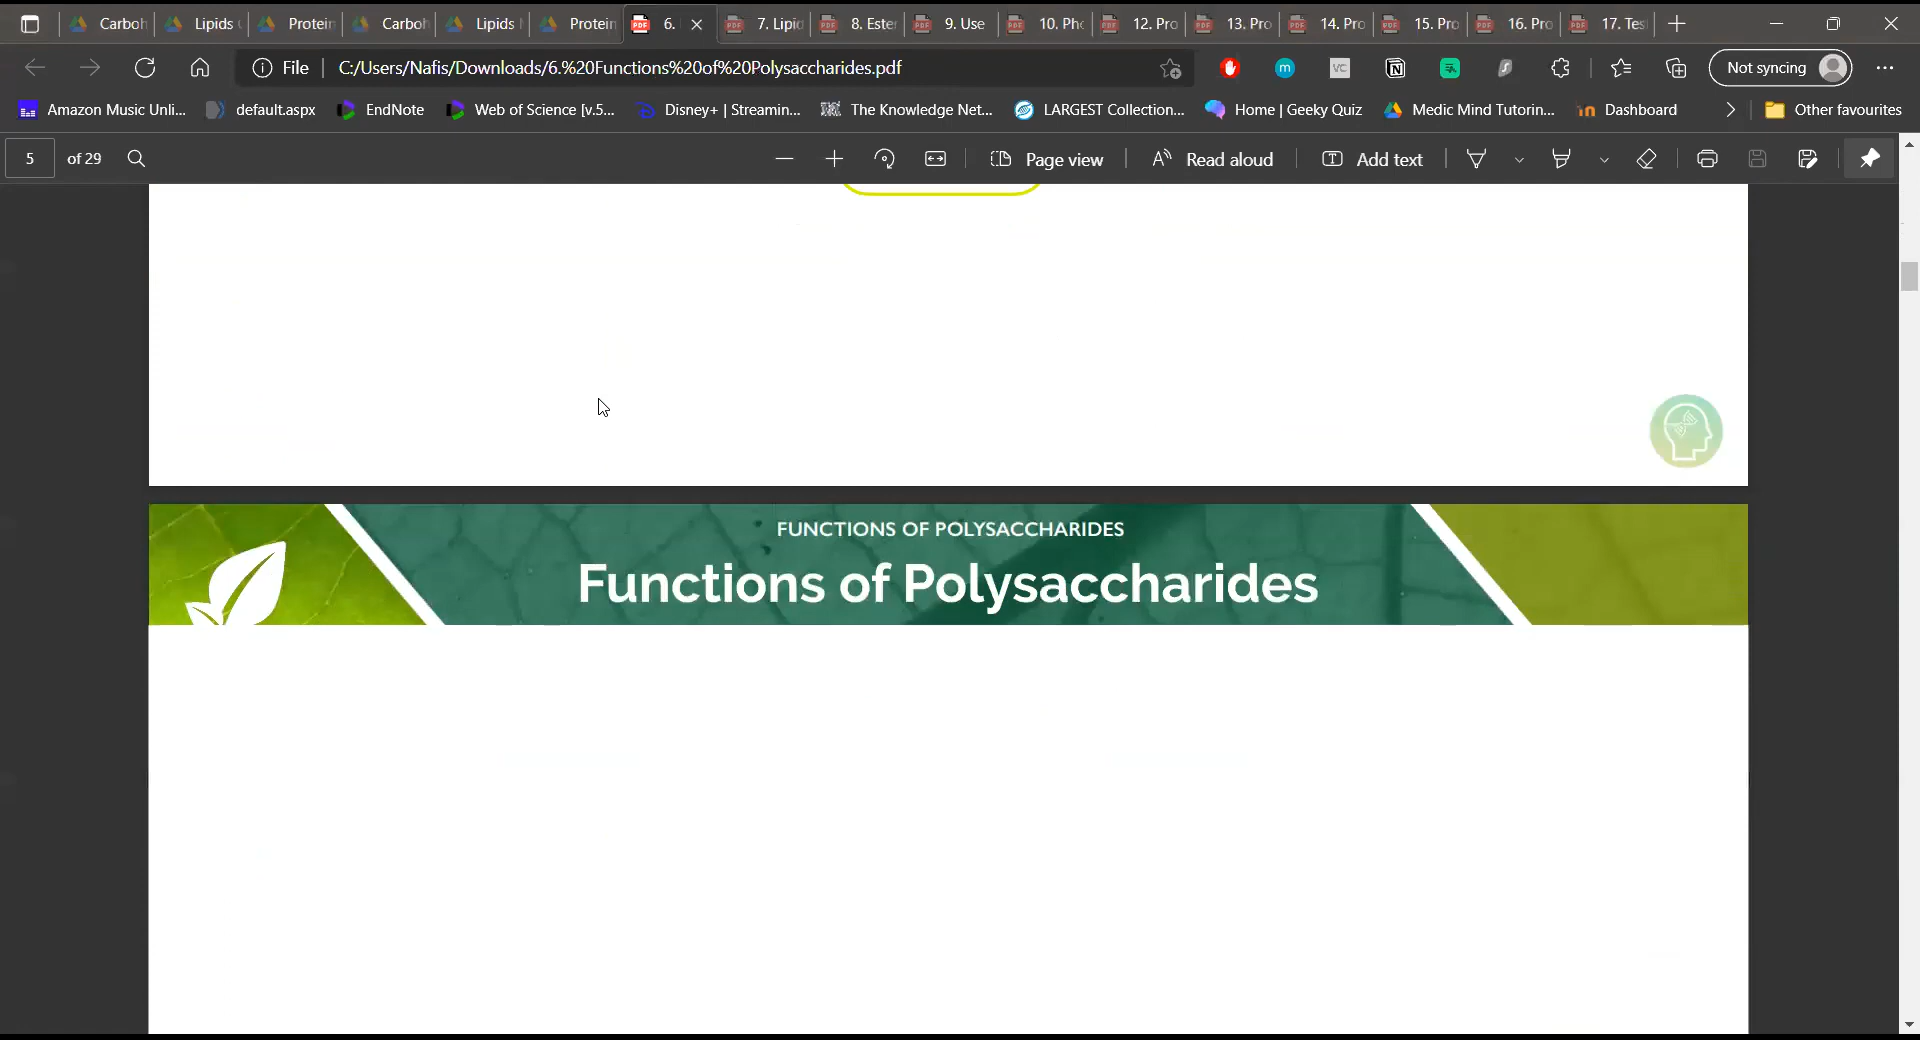 Carboh
Lipids
Protein
Carboh
Lipids
Protein
6.
7. Lipid
8. Ester
9. Use
10. Pho
12. Pro
13. Pro
14. Pro
15. Pro
16. Pro
17. Tes
File
C:/Users/Nafis/Downloads/6.%20Functions%20of%20Polysaccharides.pdf
VC
Not syncing
Amazon Music Unli...
default.aspx
EndNote
Web of Science [v.5...
Disney+ | Streamin...
The Knowledge Net...
LARGEST Collection...
Home | Geeky Quiz
Medic Mind Tutorin...
Dashboard
Other favourites
5 of 29
Page view
Read aloud
Add text
FUNCTIONS OF POLYSACCHARIDES
Functions of Polysaccharides